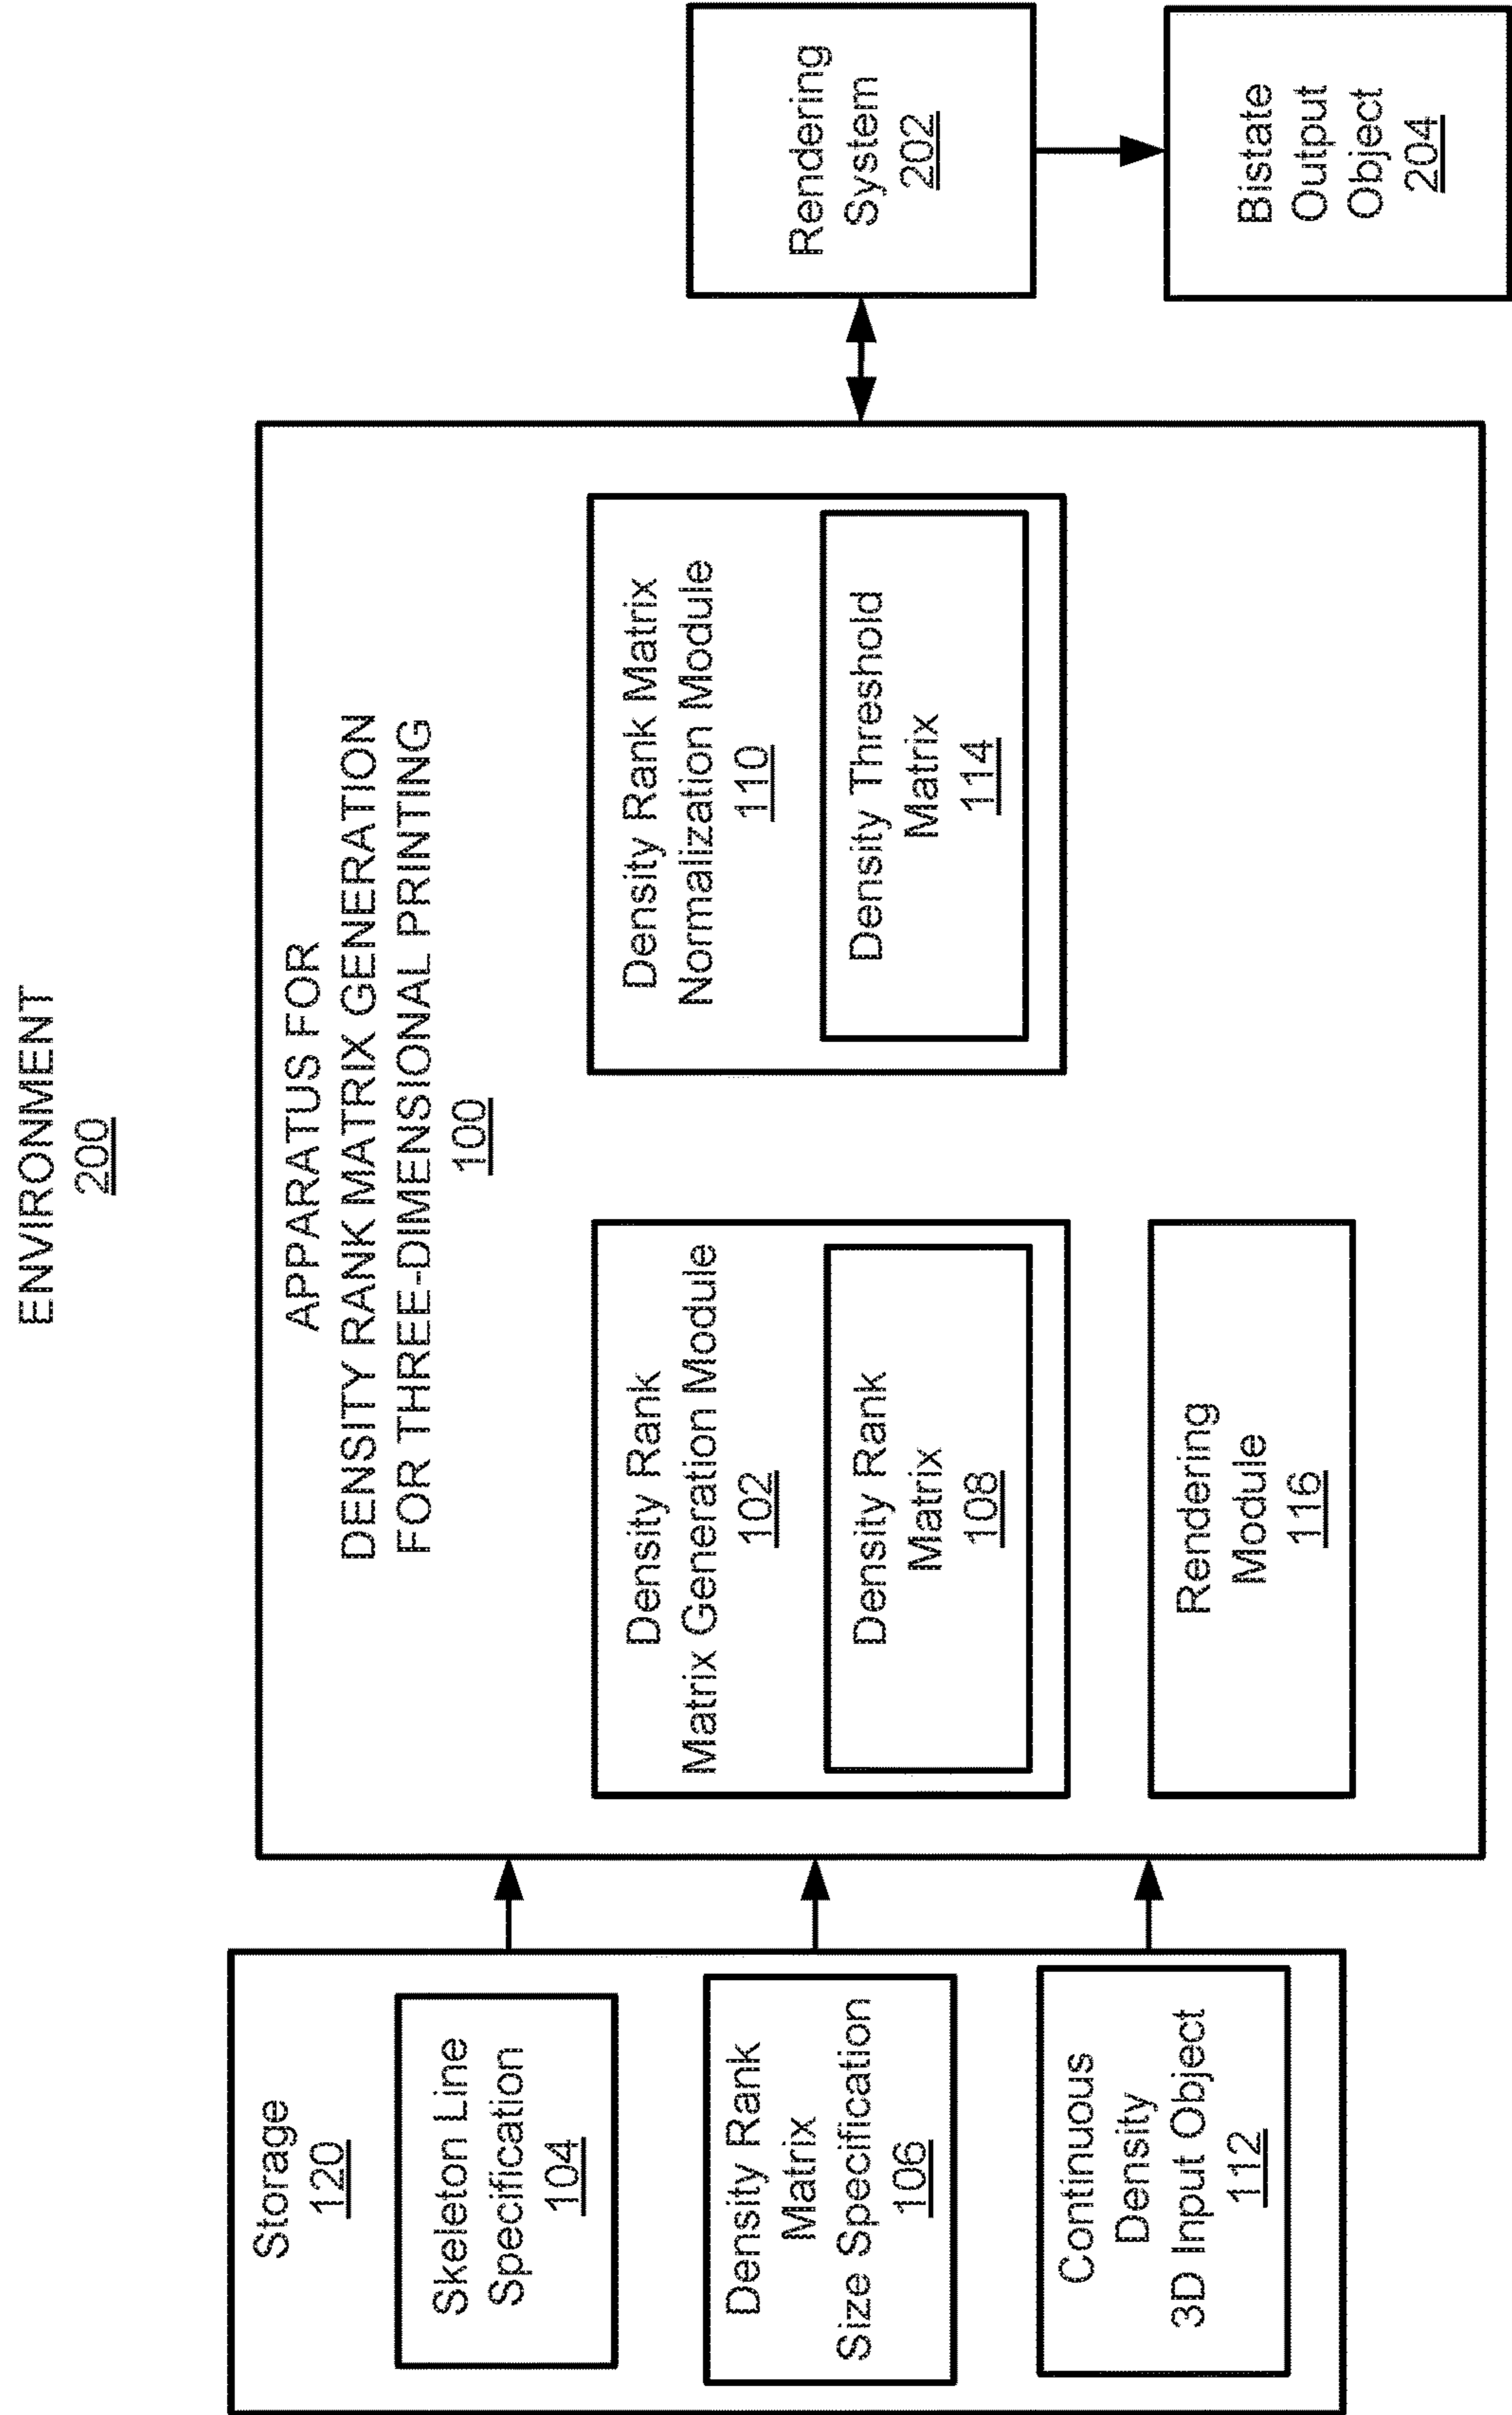 ENVIRONMENT
200
Storage
120
Skeleton Line
Specification
104
Density Rank
Matrix
Size Specification
106
Continuous
Density
3D Input Object
112
APPARATUS FOR
DENSITY RANK MATRIX GENERATION
FOR THREE-DIMENSIONAL PRINTING
100
Density Rank
Matrix Generation Module
102
Density Rank
Matrix
108
Rendering
Module
116
Density Rank Matrix
Normalization Module
110
Density Threshold
Matrix
114
Rendering
System
202
Bistate
Output
Object
204